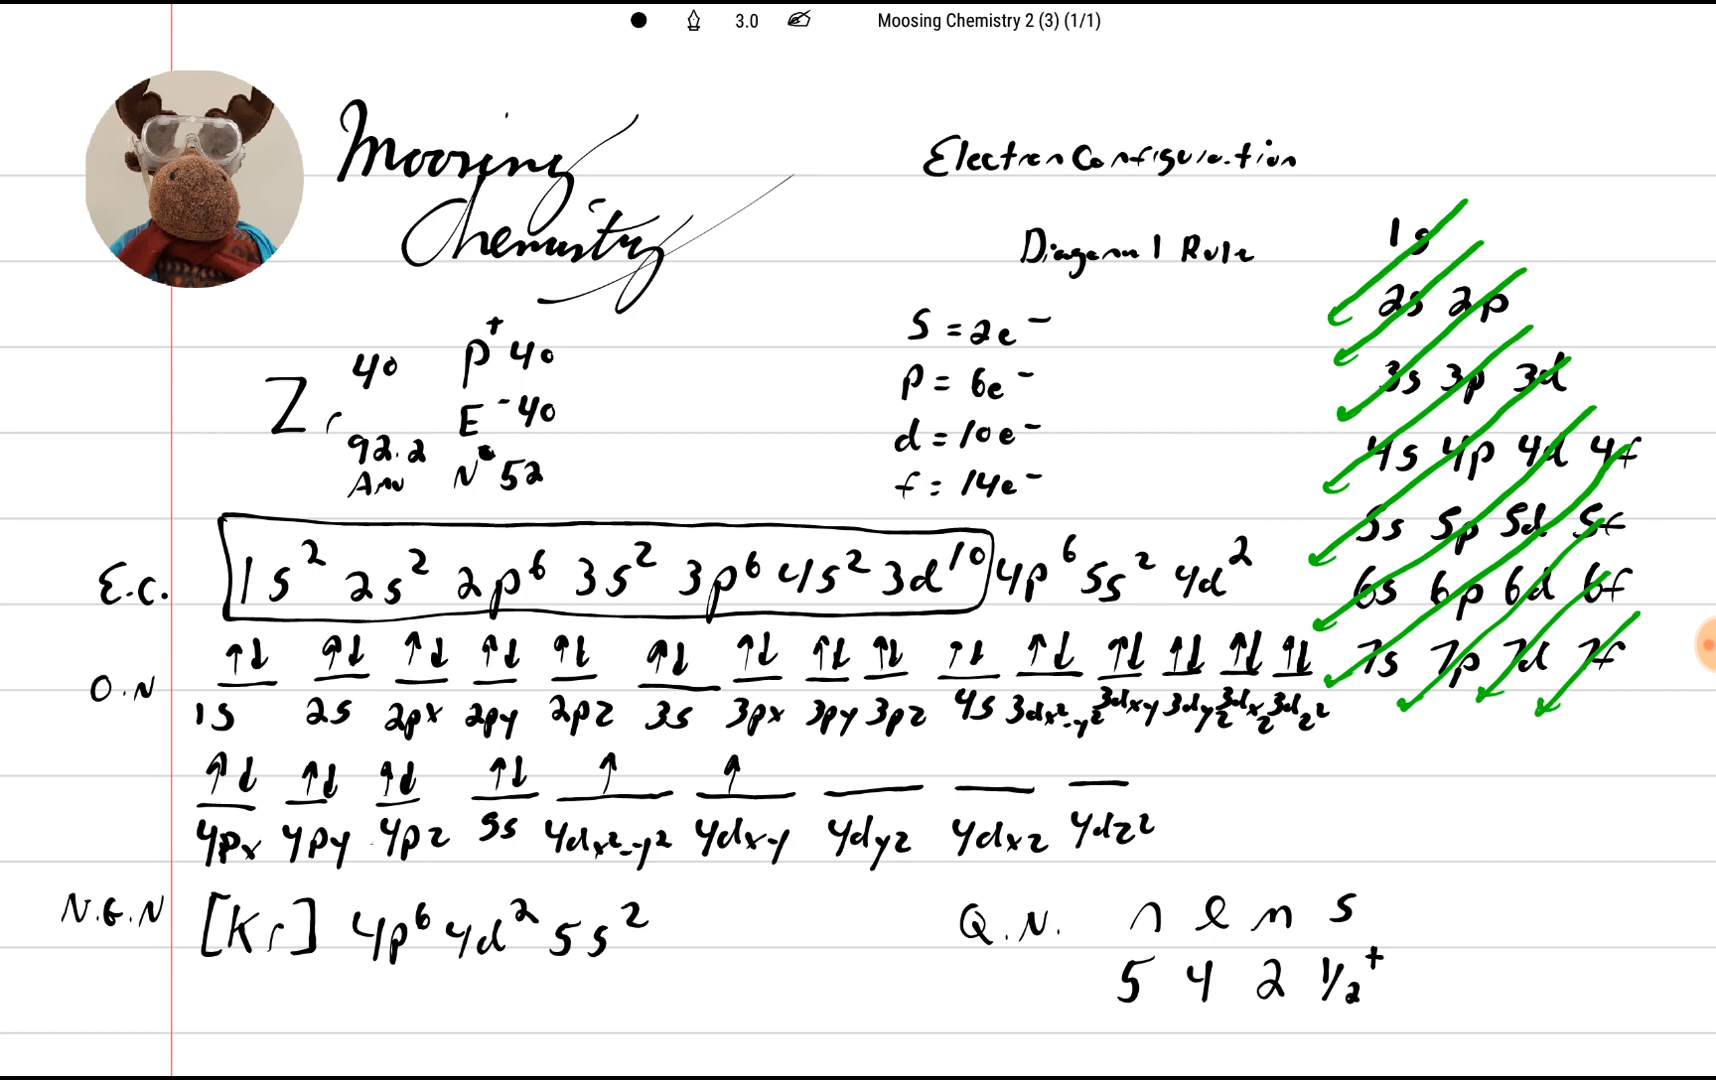 3.0 Moosing Chemistry 2 (3) (1/1)
Moosing
Chemistry
Electron Configuration
Diagonal Rule
1s
2s 2p
3s 3p 3d
4s 4p 4d 4f
5s 5p 5d 5f
6s 6p 6d 6f
7s 7p 7d 7f
Zr 40
92.2
Amu
P⁺ 40
E⁻ 40
N° 52
S = 2e⁻
P = 6e⁻
d = 10e⁻
f = 14e⁻
E.C. 1s² 2s² 2p⁶ 3s² 3p⁶ 4s² 3d¹⁰ 4p⁶ 5s² 4d²
↑↓ ↑↓ ↑↓ ↑↓ ↑↓ ↑↓ ↑↓ ↑↓ ↑↓ ↑↓ ↑↓ ↑↓ ↑↓ ↑↓ ↑↓
O.N 1s 2s 2px 2py 2pz 3s 3px 3py 3pz 4s 3dx²-y² 3dxy 3dyz 3dxz 3dz²
↑↓ ↑↓ ↑↓ ↑↓ ↑ ↑
4px 4py 4pz 5s 4dx²-y² 4dxy 4dyz 4dxz 4dz²
N.G.N [Kr] 4p⁶ 4d² 5s²
Q.N. n l m s
5 4 2 1/2⁺